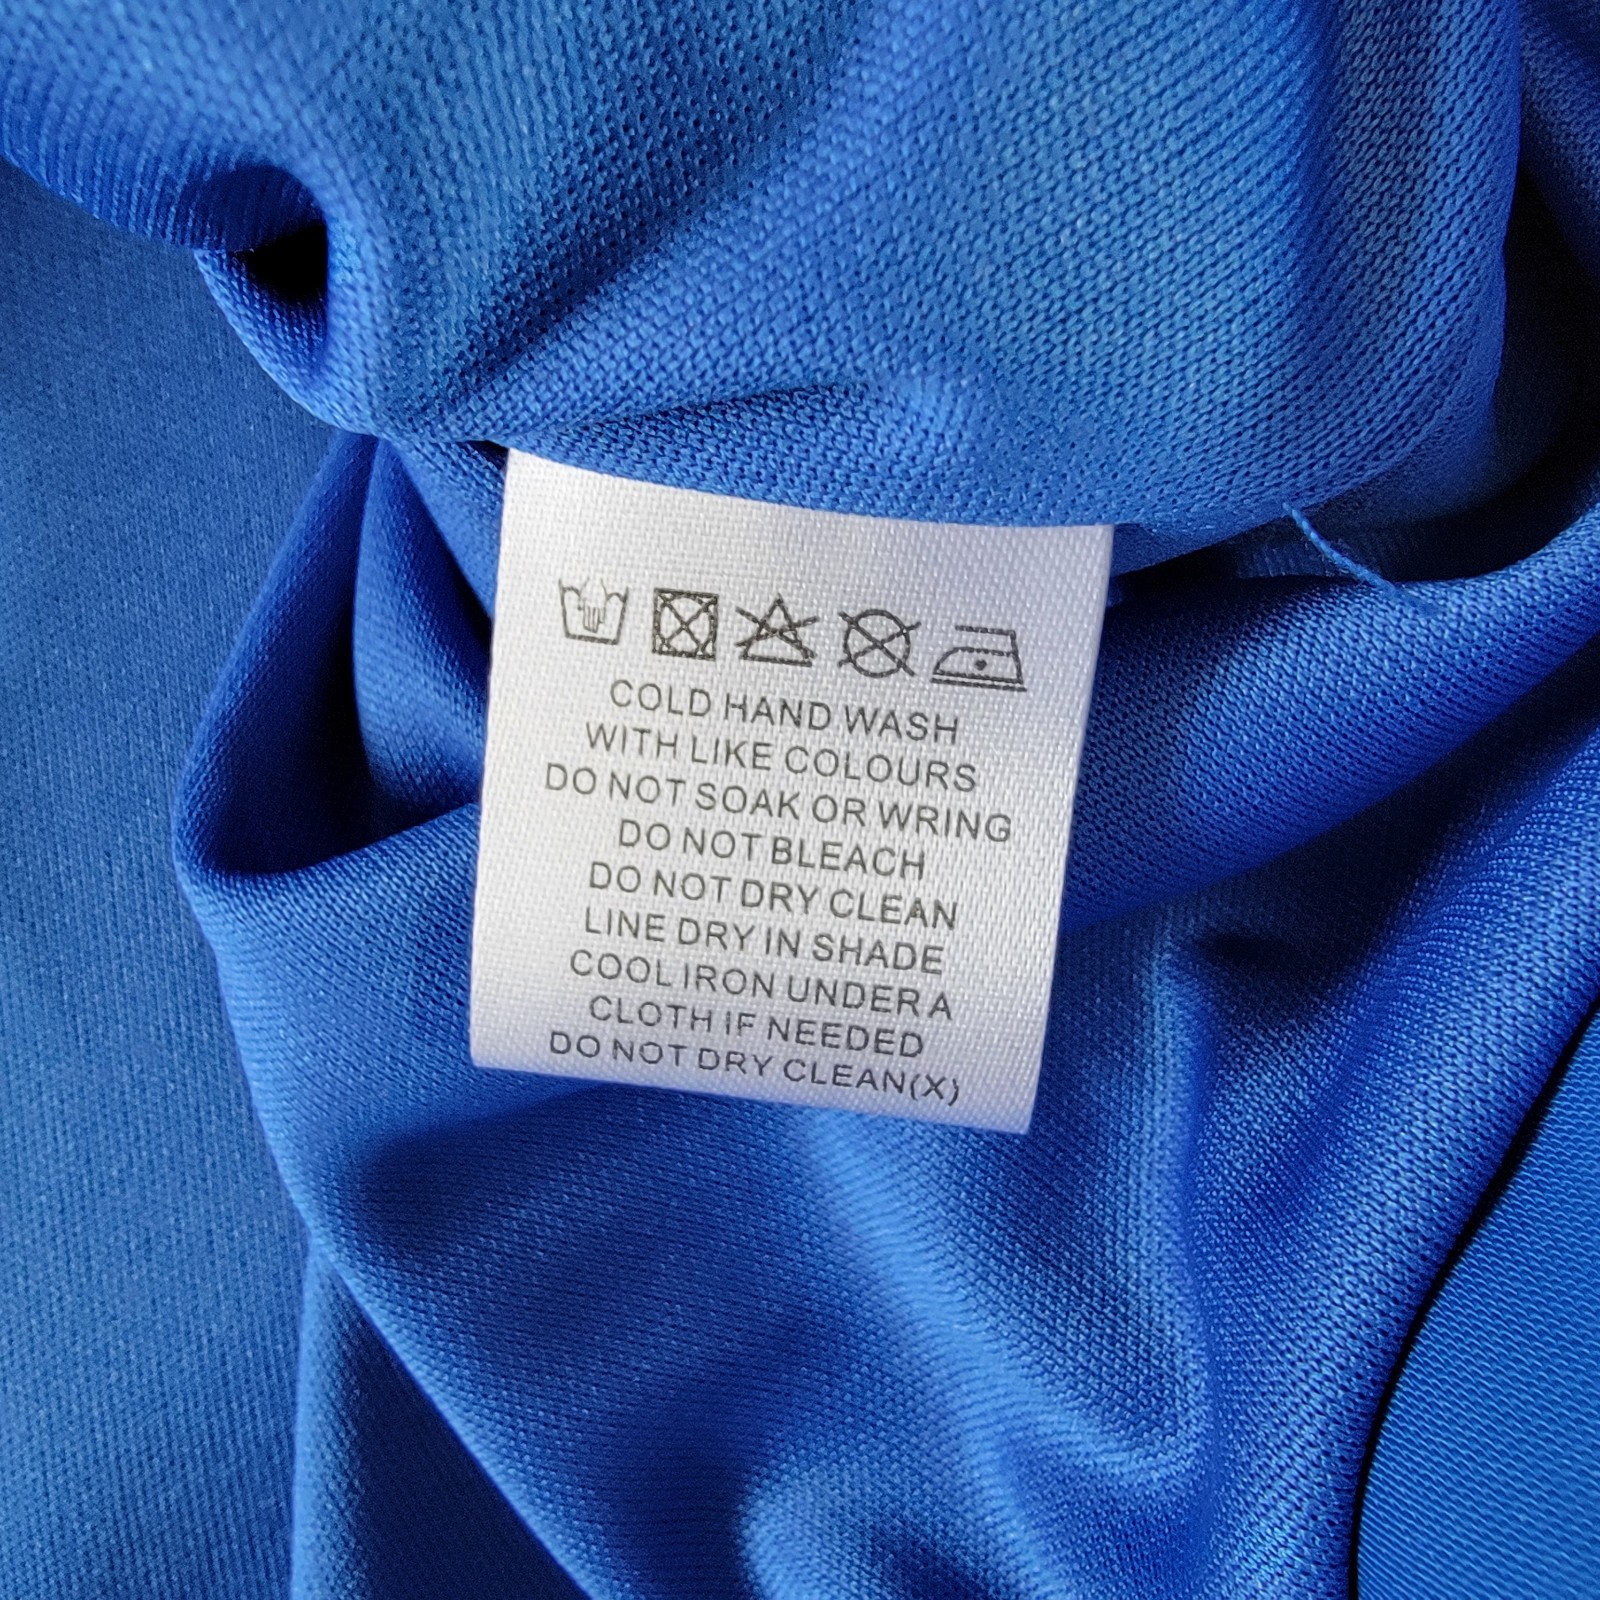 COLD HAND WASH
WITH LIKE COLOURS
DO NOT SOAK OR WRING
DO NOT BLEACH
DO NOT DRY CLEAN
LINE DRY IN SHADE
COOL IRON UNDER A
CLOTH IF NEEDED
DO NOT DRY CLEAN(X)